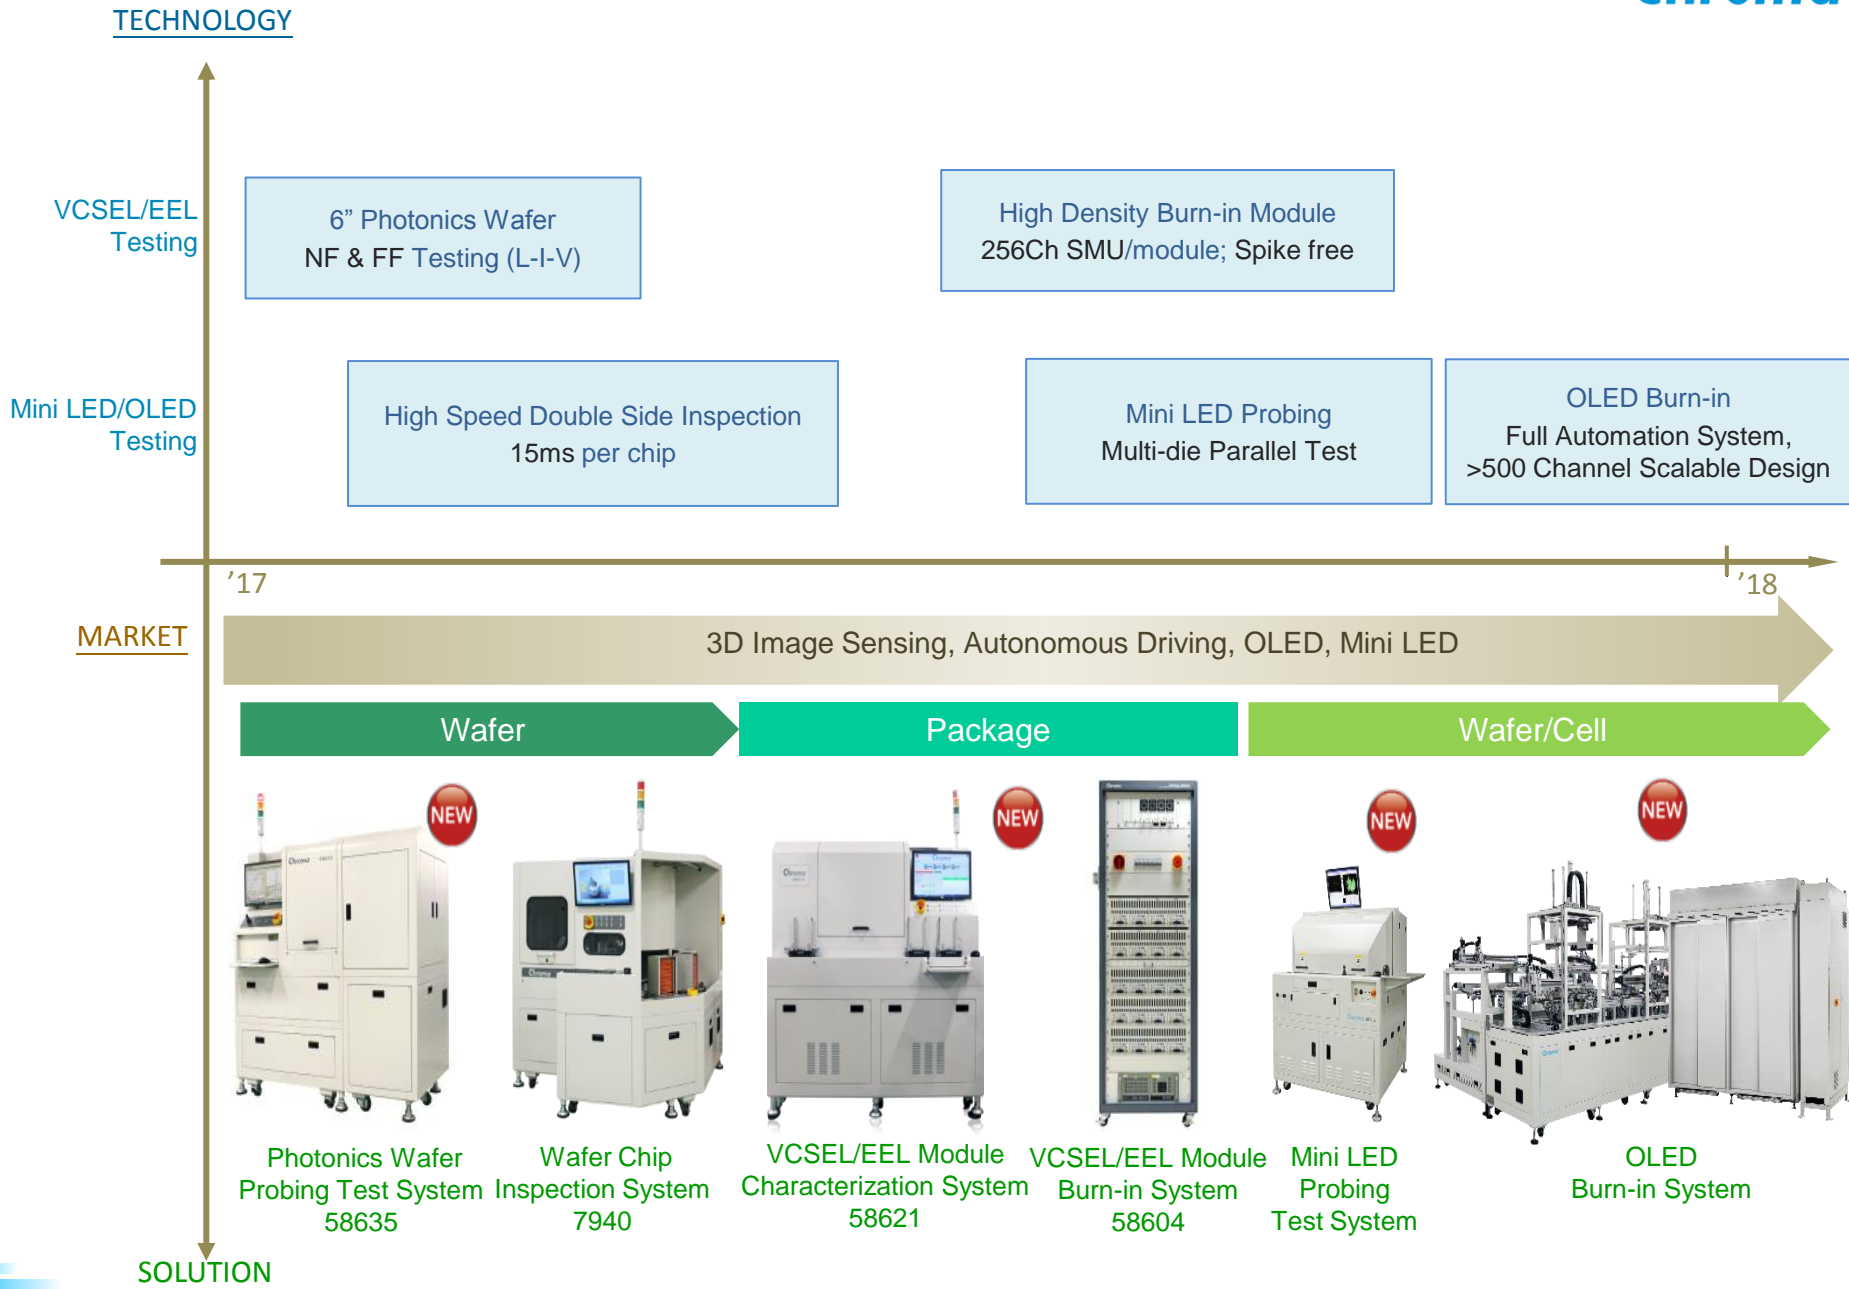 TECHNOLOGY
VCSEL/EEL
Testing
6” Photonics Wafer
NF & FF Testing (L-I-V)
High Density Burn-in Module
256Ch SMU/module; Spike free
Mini LED/OLED
Testing
High Speed Double Side Inspection
15ms per chip
Mini LED Probing
Multi-die Parallel Test
OLED Burn-in
Full Automation System,
>500 Channel Scalable Design
’17
’18
MARKET
3D Image Sensing, Autonomous Driving, OLED, Mini LED
Wafer
Package
Wafer/Cell
NEW
NEW
NEW
NEW
Photonics Wafer
Probing Test System
58635
Wafer Chip
Inspection System
7940
VCSEL/EEL Module
Characterization System
58621
VCSEL/EEL Module
Burn-in System
58604
Mini LED
Probing
Test System
OLED
Burn-in System
SOLUTION